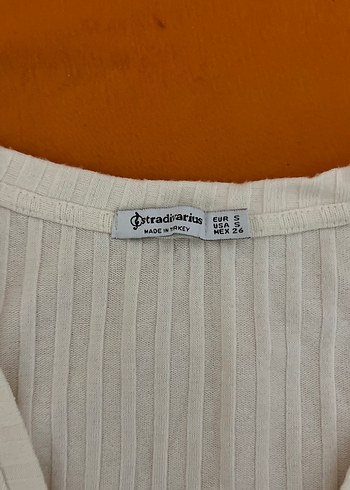 stradivarius
MADE IN TURKEY
EUR S
USA S
MEX 26